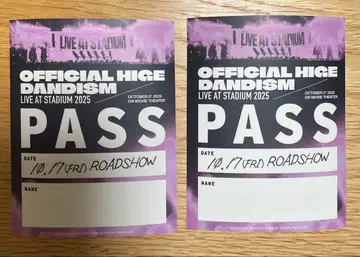 LIVE AT STADIUM
OFFICIAL HIGE
DANDISM
LIVE AT STADIUM 2025
OCTOBER 17 2025
ON MOVIE THEATER
PASS
DATE
10.17(FRI) ROADSHOW
NAME
LIVE AT STADIUM
OFFICIAL HIGE
DANDISM
LIVE AT STADIUM 2025
OCTOBER 17 2025
ON MOVIE THEATER
PASS
DATE
10.17(FRI) ROADSHOW
NAME